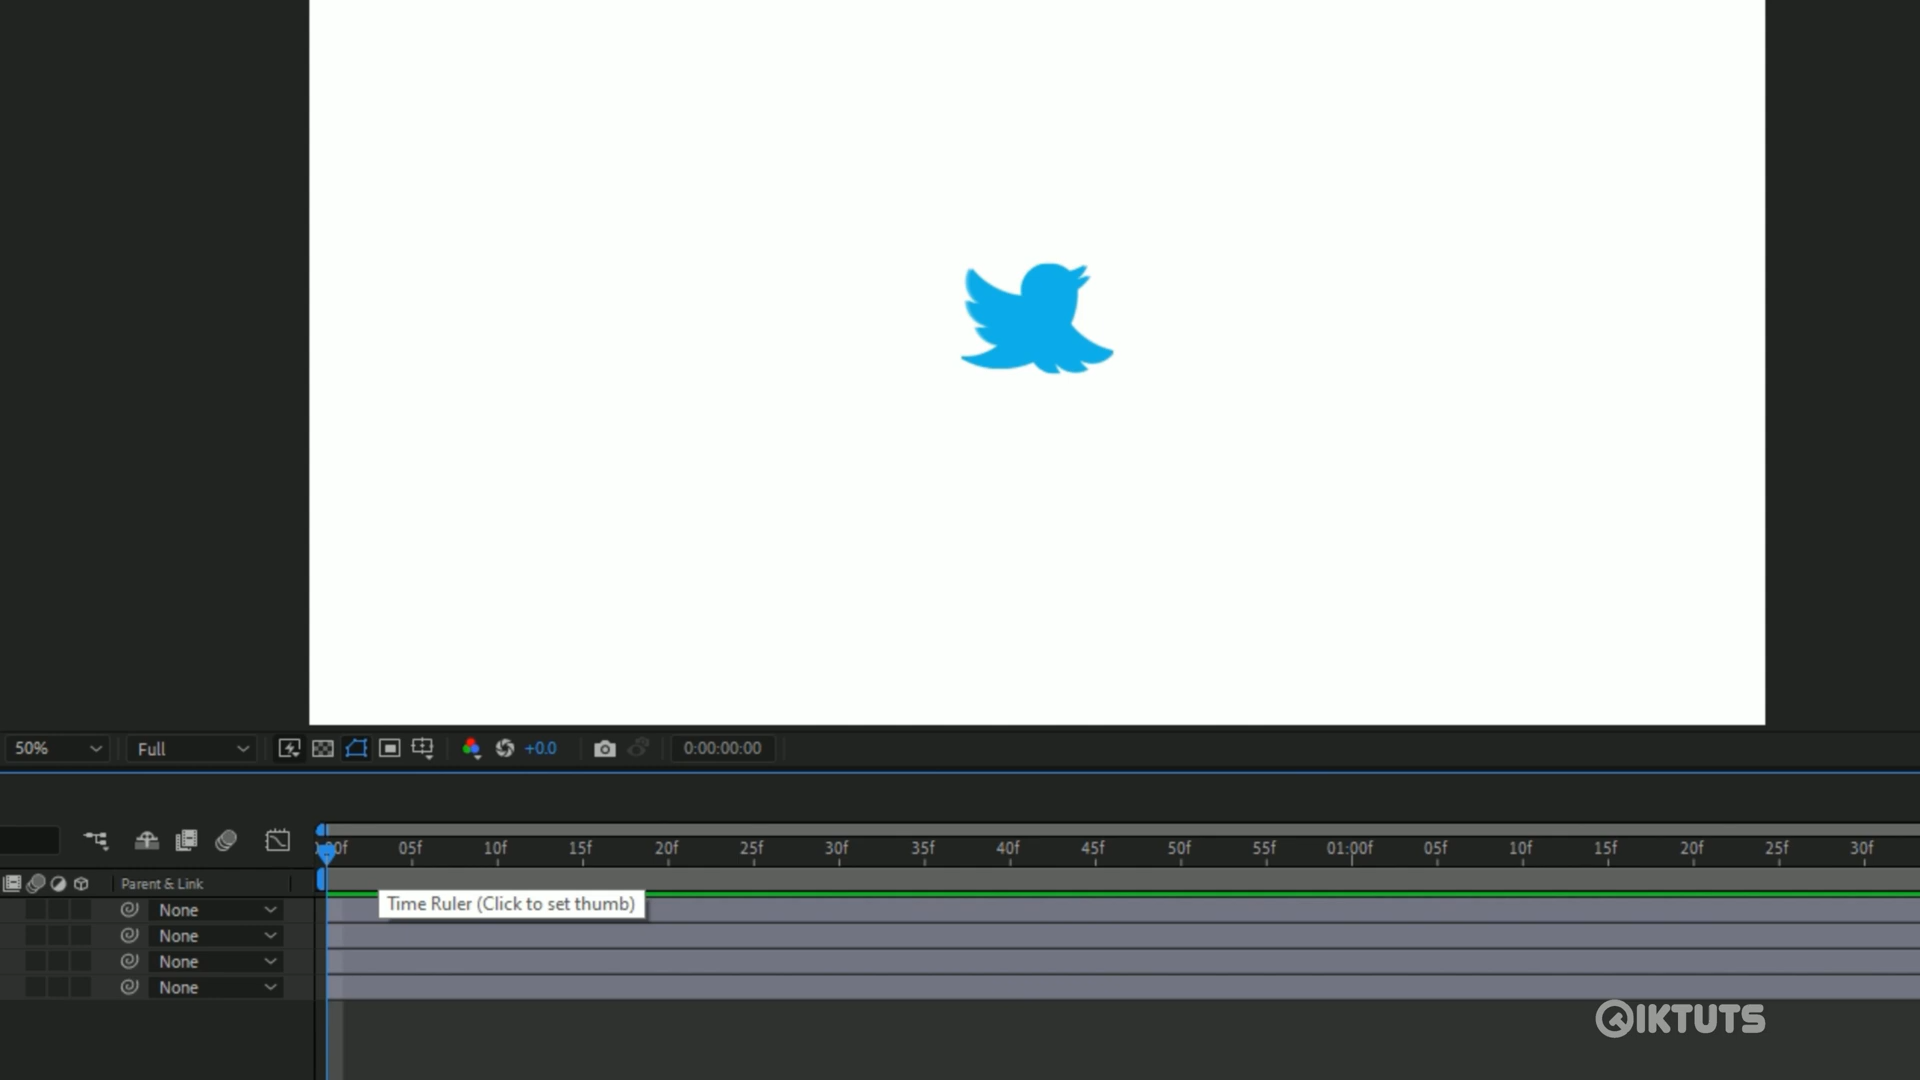 50% Full +0.0 0:00:00:00
05f 10f 15f 20f 25f 30f 35f 40f 45f 50f 55f 01:00f 05f 10f 15f 20f 25f 30f
Parent & Link
Time Ruler (Click to set thumb)
None
None
None
None
QIKTUTS